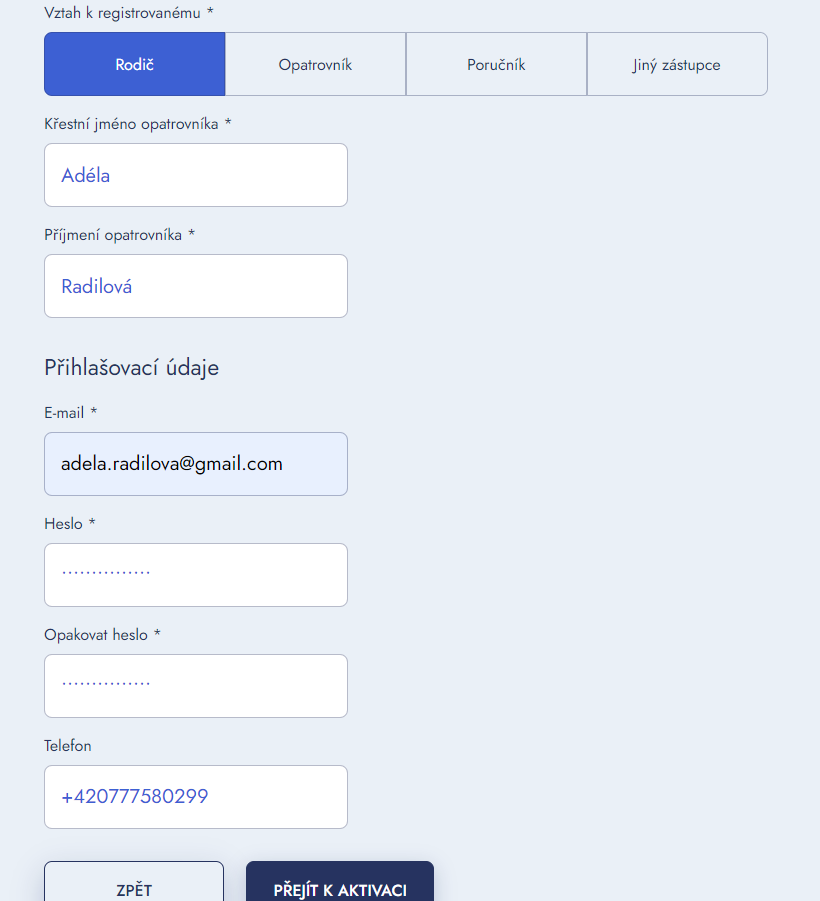 Vztah k registrovanému *
Rodič Opatrovník Poručník Jiný zástupce
Křestní jméno opatrovníka *
Adéla
Příjmení opatrovníka *
Radilová
Přihlašovací údaje
E-mail *
adela.radilova@gmail.com
Heslo *
···············
Opakovat heslo *
···············
Telefon
+420777580299
ZPĚT PŘEJÍT K AKTIVACI